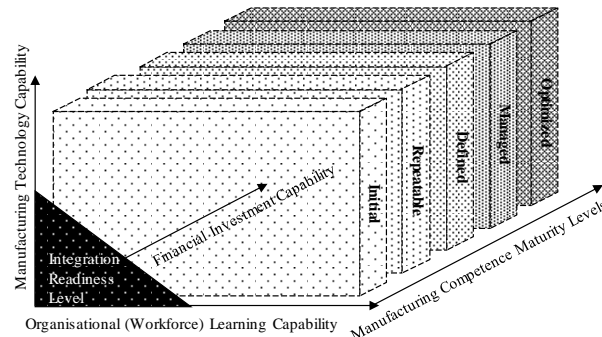 Manufacturing Technology Capability
Optimized
Managed
Defined
Repeatable
Initial
Financial Investment Capability
Integration
Readiness
Level
Organisational (Workforce) Learning Capability
Manufacturing Competence Maturity Levels